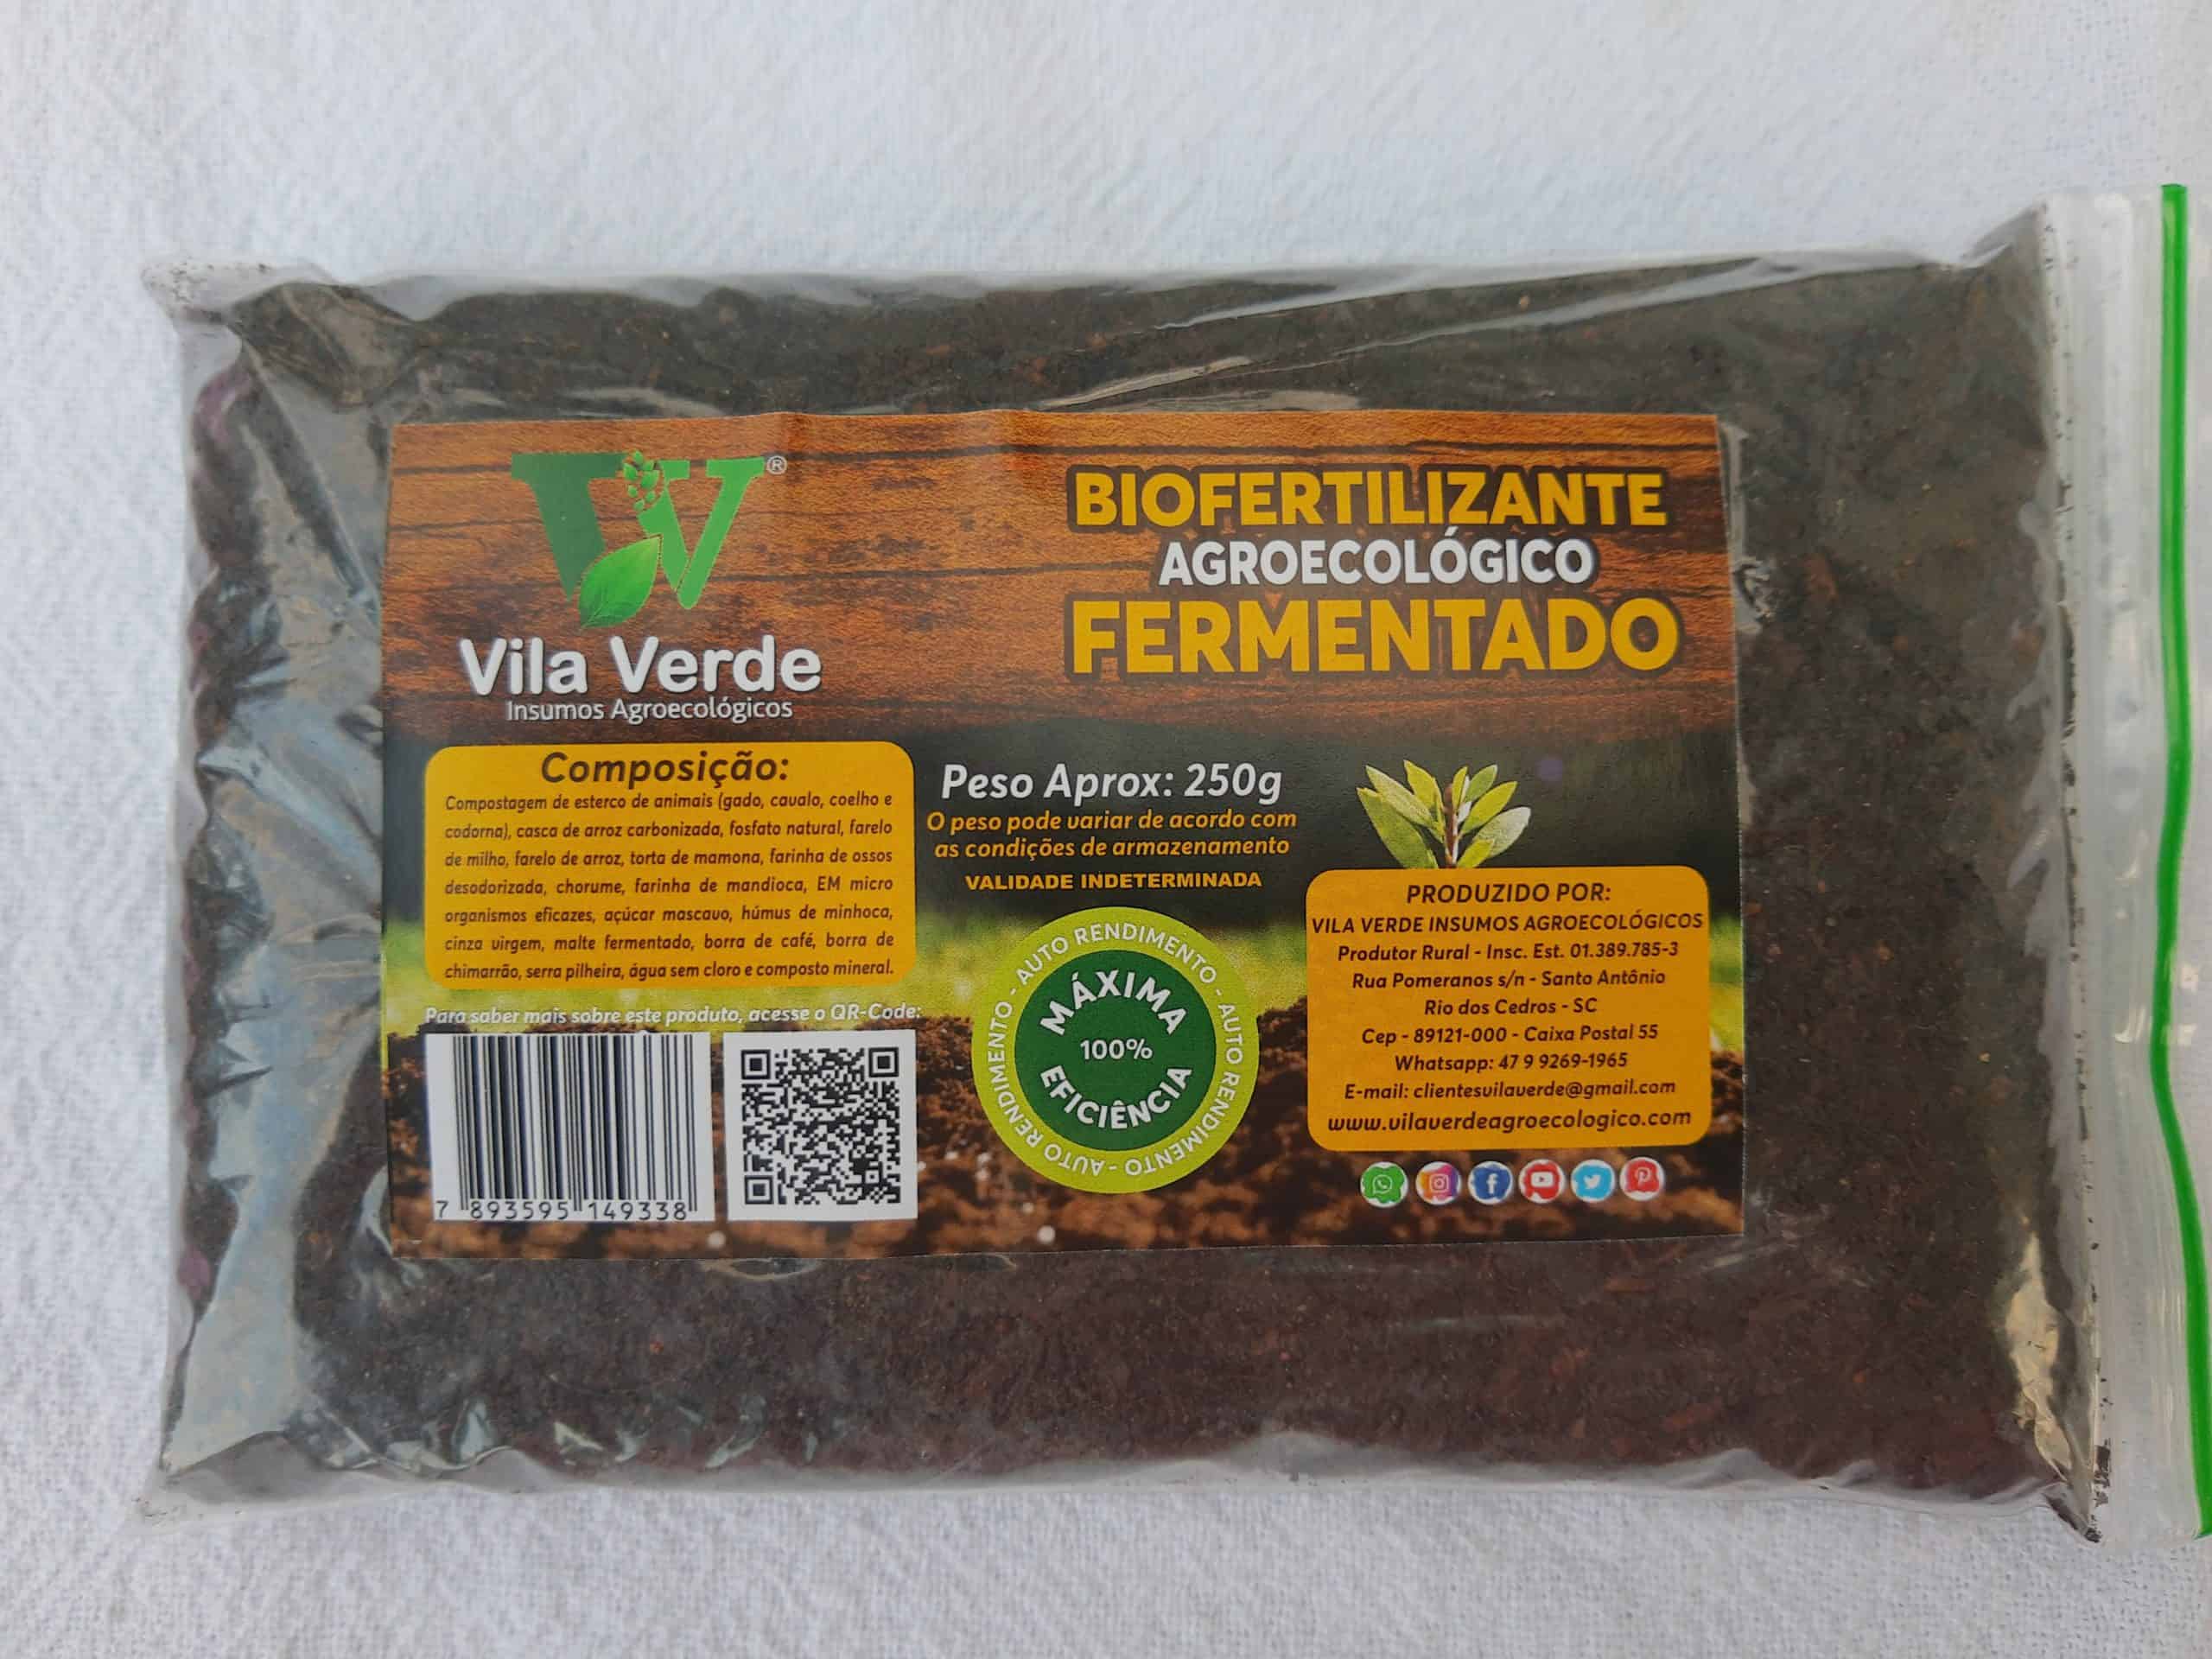 ®
Vila Verde
Insumos Agroecológicos
BIOFERTILIZANTE
AGROECOLÓGICO
FERMENTADO
Composição:
Compostagem de esterco de animais (gado, cavalo, coelho e
codorna), casca de arroz carbonizada, fosfato natural, farelo
de milho, farelo de arroz, torta de mamona, farinha de ossos
desodorizada, chorume, farinha de mandioca, EM micro
organismos eficazes, açúcar mascavo, húmus de minhoca,
cinza virgem, malte fermentado, borra de café, borra de
chimarrão, serra pilheira, água sem cloro e composto mineral.
Para saber mais sobre este produto, acesse o QR-Code:
7 893595 149338
Peso Aprox: 250g
O peso pode variar de acordo com
as condições de armazenamento
VALIDADE INDETERMINADA
AUTO RENDIMENTO - AUTO RENDIMENTO - AUTO RENDIMENTO -
MÁXIMA
100%
EFICIÊNCIA
PRODUZIDO POR:
VILA VERDE INSUMOS AGROECOLÓGICOS
Produtor Rural - Insc. Est. 01.389.785-3
Rua Pomeranos s/n - Santo Antônio
Rio dos Cedros - SC
Cep - 89121-000 - Caixa Postal 55
Whatsapp: 47 9 9269-1965
E-mail: clientesvilaverde@gmail.com
www.vilaverdeagroecologico.com